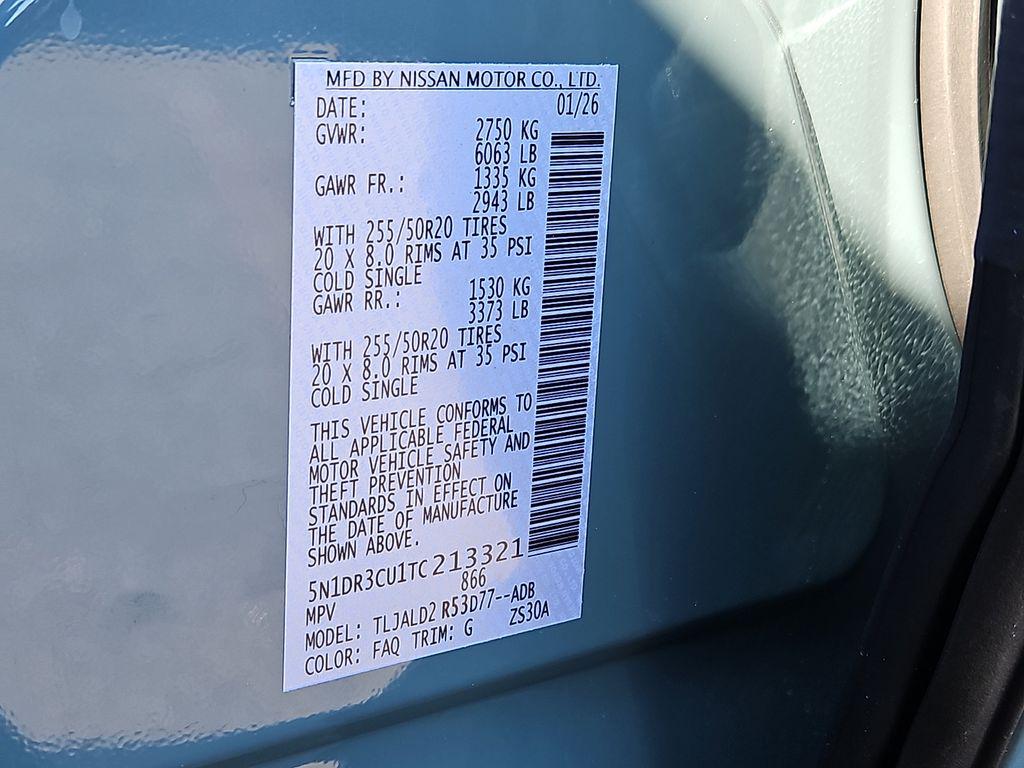 MFD BY NISSAN MOTOR CO., LTD.
DATE: 01/26
GVWR: 2750 KG
6063 LB
GAWR FR.: 1335 KG
2943 LB
WITH 255/50R20 TIRES
20 X 8.0 RIMS AT 35 PSI
COLD SINGLE
GAWR RR.: 1530 KG
3373 LB
WITH 255/50R20 TIRES
20 X 8.0 RIMS AT 35 PSI
COLD SINGLE
THIS VEHICLE CONFORMS TO
ALL APPLICABLE FEDERAL
MOTOR VEHICLE SAFETY AND
THEFT PREVENTION
STANDARDS IN EFFECT ON
THE DATE OF MANUFACTURE
SHOWN ABOVE.
5N1DR3CU1TC213321
MPV 866
MODEL: TLJALD2 R53D77--ADB
COLOR: FAQ TRIM: G ZS30A